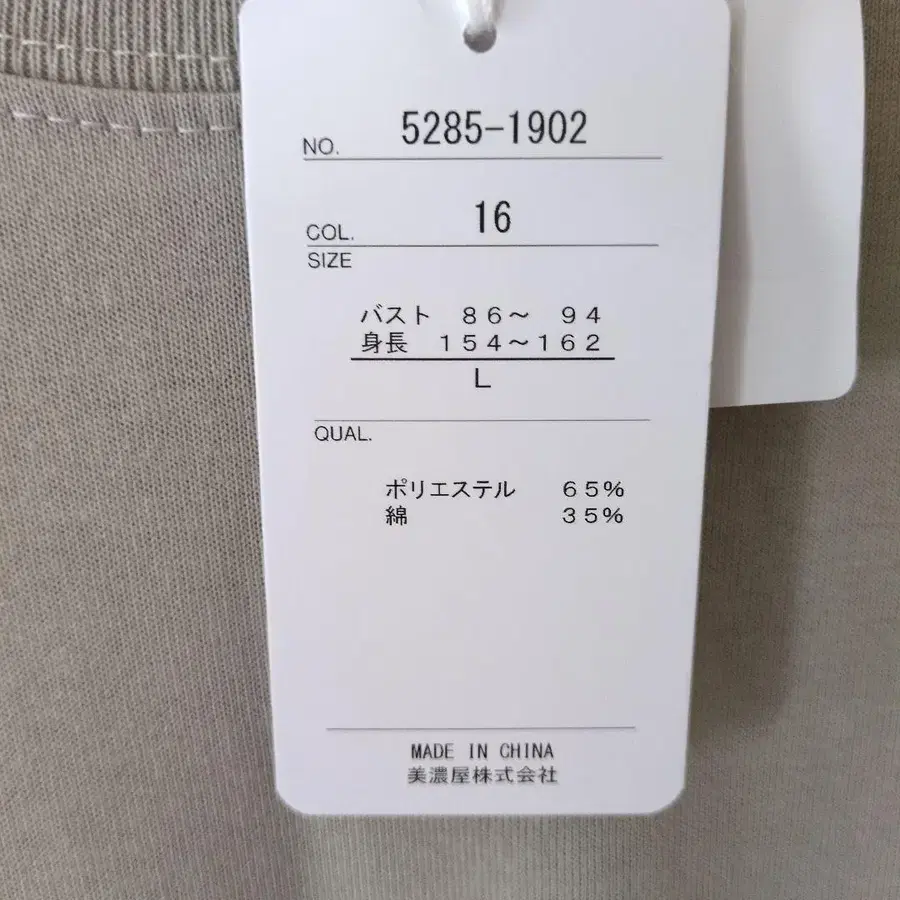 NO. 5285-1902
COL. 16
SIZE
バスト ８６〜 ９４
身長 １５４〜１６２
L
QUAL.
ポリエステル ６５％
綿 ３５％
MADE IN CHINA
美濃屋株式会社